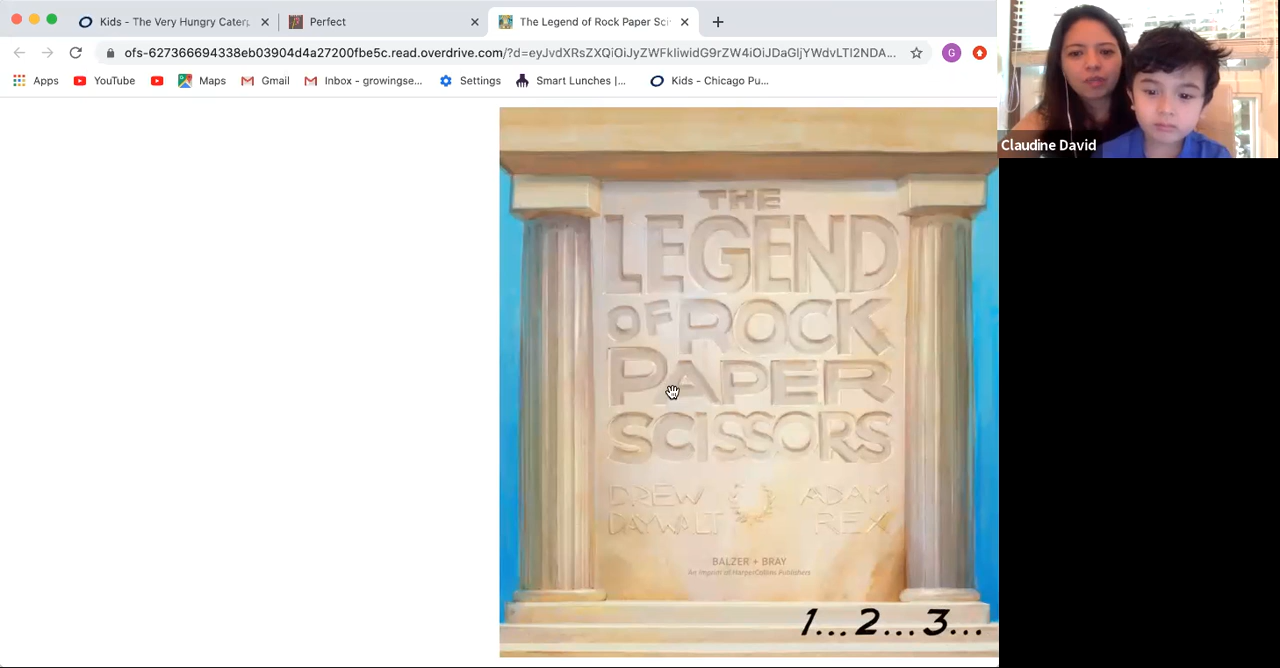 Kids - The Very Hungry Caterp
Perfect
The Legend of Rock Paper Sci
ofs-627366694338eb03904d4a27200fbe5c.read.overdrive.com/?d=eyJvdXRsZXQiOiJyZWFkIiwidG9rZW4iOiJDaGljYWdvLTI2NDA...
G
Apps
YouTube
Maps
Gmail
Inbox - growingse...
Settings
Smart Lunches |...
Kids - Chicago Pu...
Claudine David
THE
LEGEND
OF ROCK
PAPER
SCISSORS
DREW ADAM
DAYWALT REX
BALZER + BRAY
An Imprint of HarperCollins Publishers
1...2...3...